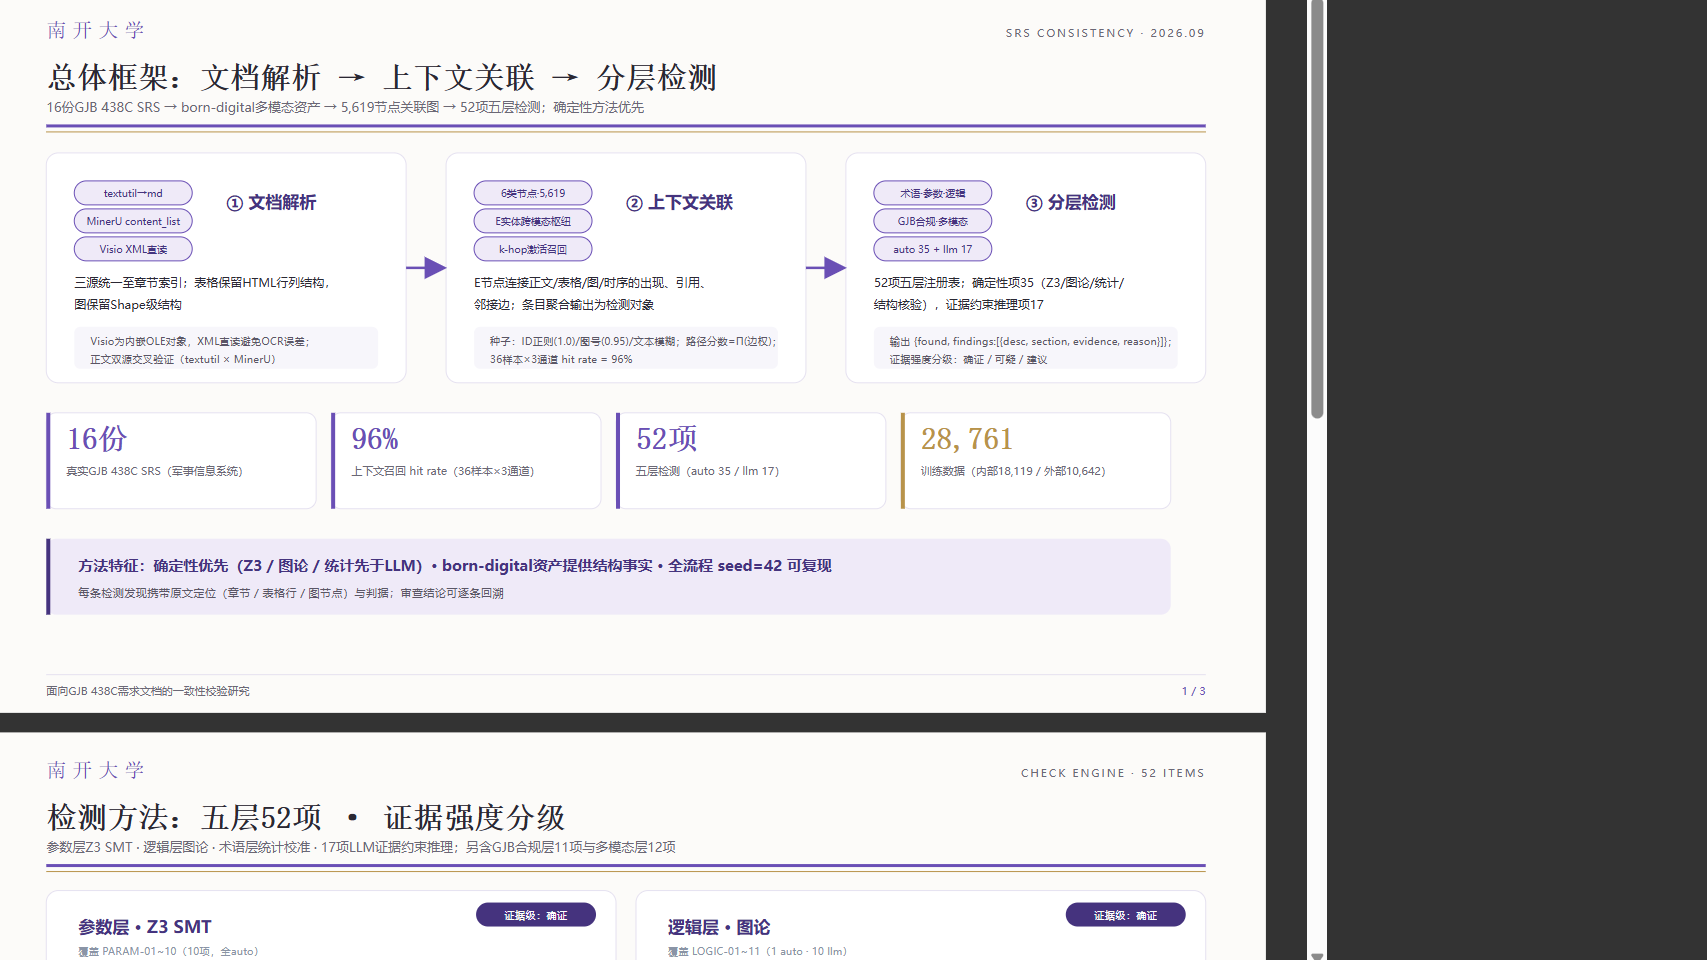 南开大学
SRS CONSISTENCY · 2026.09
总体框架：文档解析 → 上下文关联 → 分层检测
16份GJB 438C SRS → born-digital多模态资产 → 5,619节点关联图 → 52项五层检测；确定性方法优先
textutil→md
MinerU content_list
Visio XML直读
① 文档解析
三源统一至章节索引；表格保留HTML行列结构，
图保留Shape级结构
Visio为内嵌OLE对象，XML直读避免OCR误差；
正文双源交叉验证（textutil × MinerU）
6类节点·5,619
E实体跨模态枢纽
k-hop激活召回
② 上下文关联
E节点连接正文/表格/图/时序的出现、引用、
邻接边；条目聚合输出为检测对象
种子：ID正则(1.0)/图号(0.95)/文本模糊；路径分数=Π(边权)；
36样本×3通道 hit rate = 96%
术语·参数·逻辑
GJB合规·多模态
auto 35 + llm 17
③ 分层检测
52项五层注册表；确定性项35（Z3/图论/统计/
结构核验），证据约束推理项17
输出 {found, findings:[{desc, section, evidence, reason}]}；
证据强度分级：确证 / 可疑 / 建议
16份
真实GJB 438C SRS（军事信息系统）
96%
上下文召回 hit rate（36样本×3通道）
52项
五层检测（auto 35 / llm 17）
28,761
训练数据（内部18,119 / 外部10,642）
方法特征：确定性优先（Z3 / 图论 / 统计先于LLM）• born-digital资产提供结构事实 • 全流程 seed=42 可复现
每条检测发现携带原文定位（章节 / 表格行 / 图节点）与判据；审查结论可逐条回溯
面向GJB 438C需求文档的一致性校验研究
1 / 3
南开大学
CHECK ENGINE · 52 ITEMS
检测方法：五层52项 • 证据强度分级
参数层Z3 SMT · 逻辑层图论 · 术语层统计校准 · 17项LLM证据约束推理；另含GJB合规层11项与多模态层12项
参数层 • Z3 SMT
证据级：确证
覆盖 PARAM-01~10（10项，全auto）
逻辑层 • 图论
证据级：确证
覆盖 LOGIC-01~11（1 auto · 10 llm）